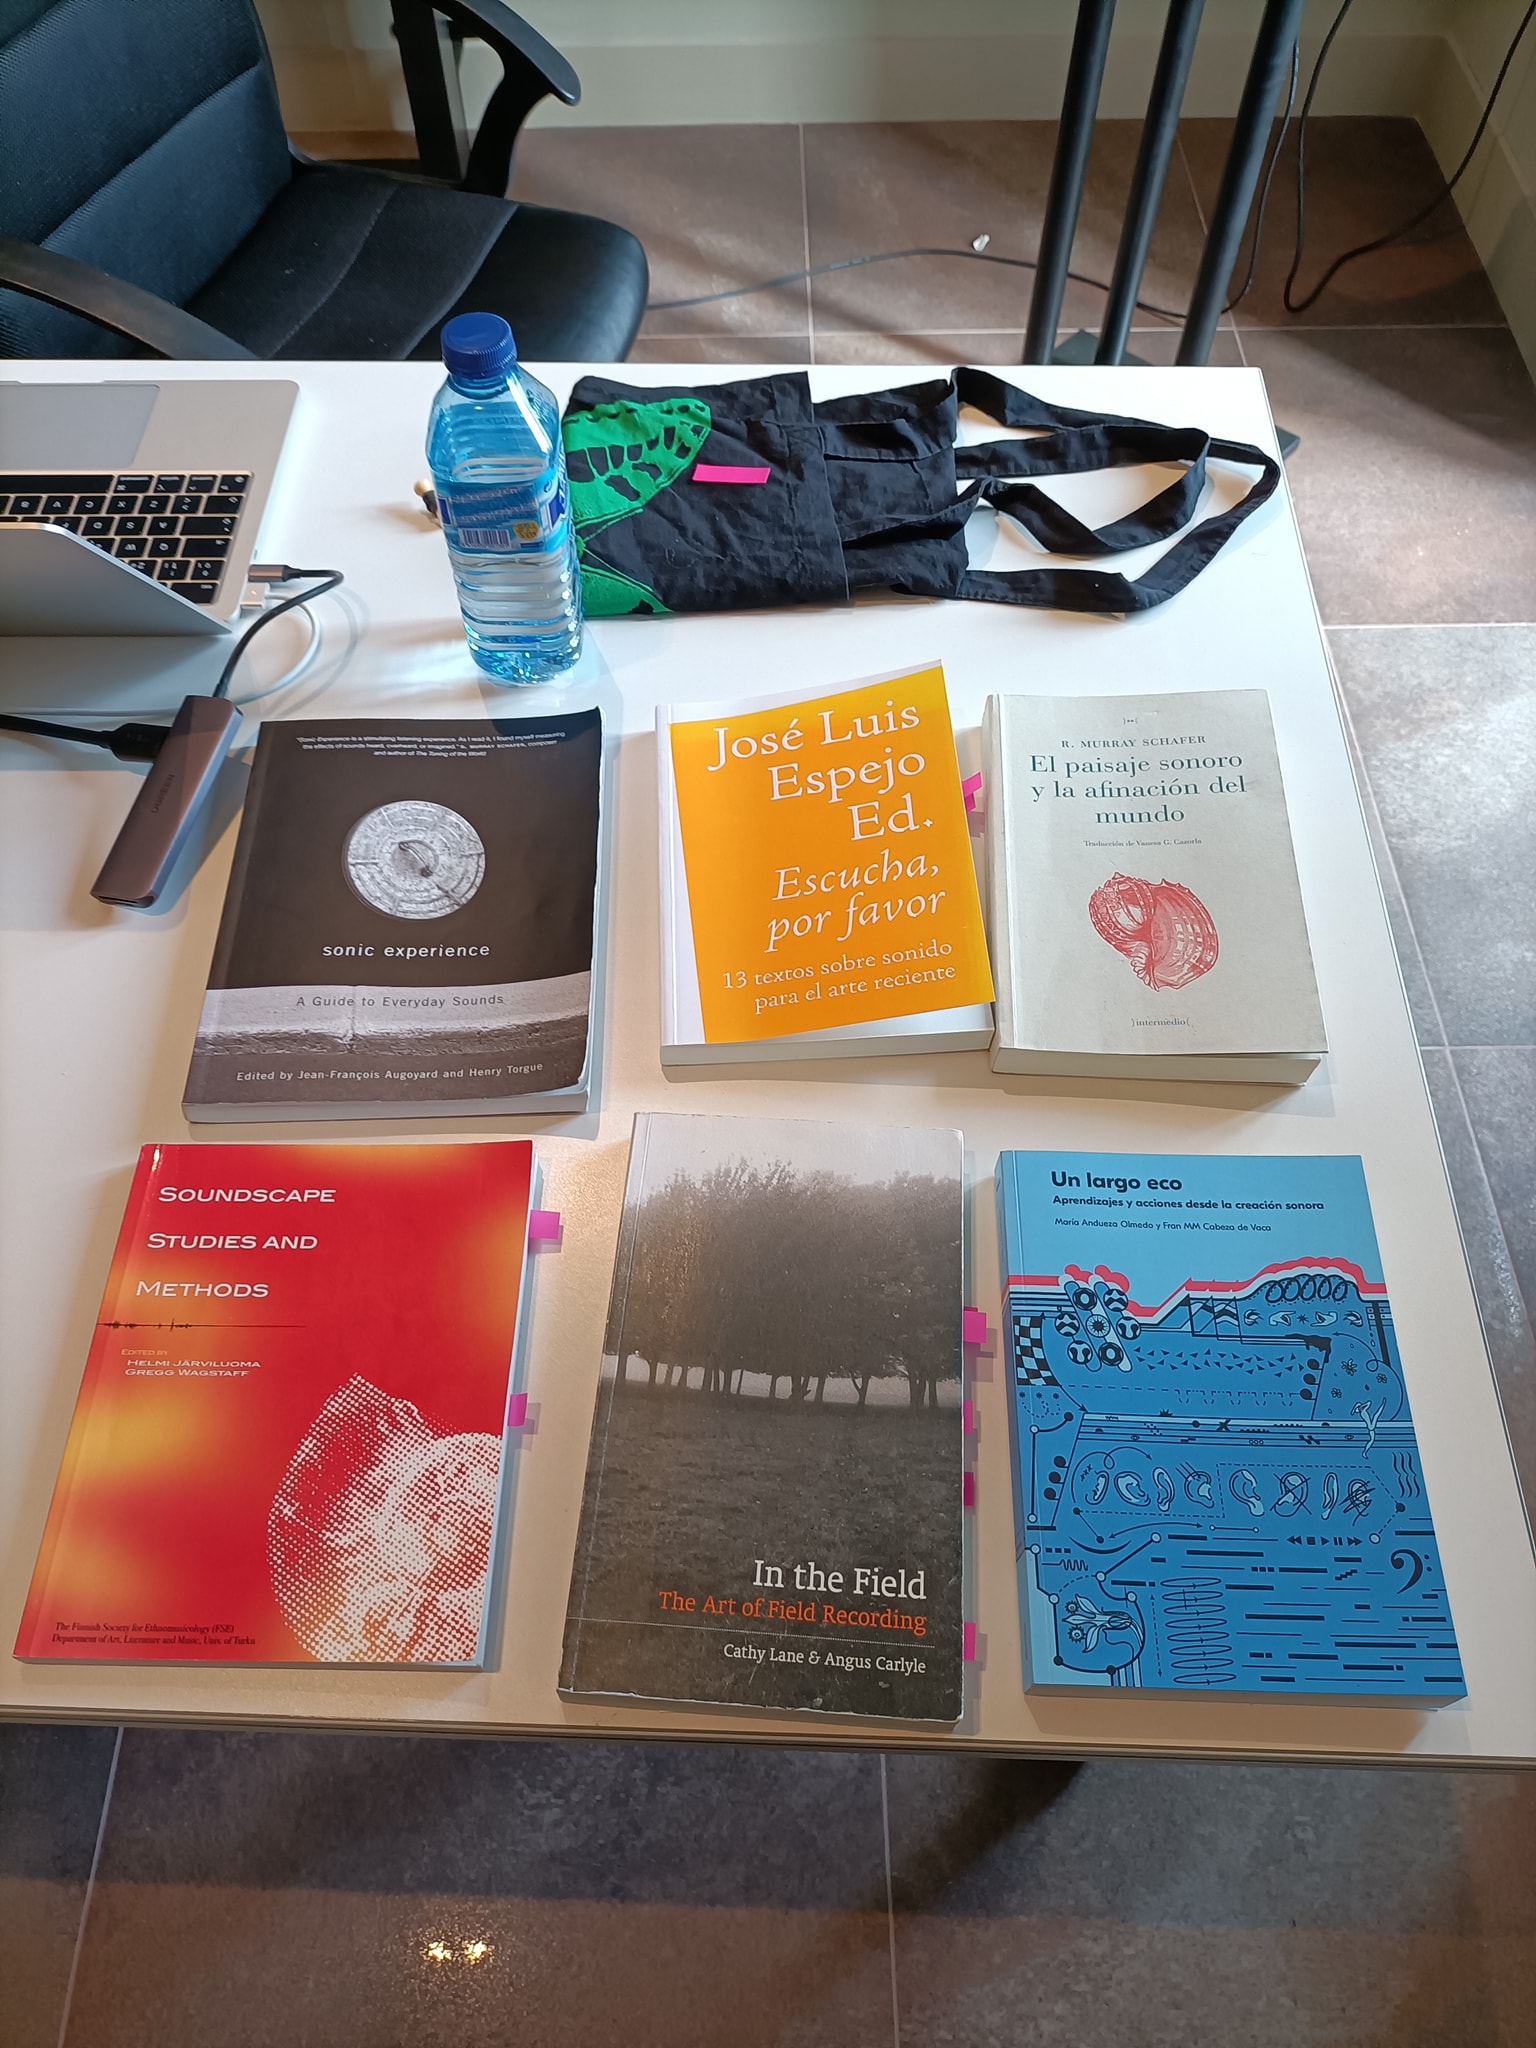 "Sonic Experience is a stimulating listening experience. As I read it, I found myself measuring
the effects of sounds heard, overheard, or imagined." R. MURRAY SCHAFER, composer
and author of The Tuning of the World
sonic experience
A Guide to Everyday Sounds
Edited by Jean-François Augoyard and Henry Torgue
José Luis
Espejo
Ed.
Escucha,
por favor
13 textos sobre sonido
para el arte reciente
R. MURRAY SCHAFER
El paisaje sonoro
y la afinación del
mundo
Traducción de Vanesa G. Cazorla
)intermedio(
SOUNDSCAPE
STUDIES AND
METHODS
EDITED BY
HELMI JÄRVILUOMA
GREGG WAGSTAFF
The Finnish Society for Ethnomusicology (FSE)
Department of Art, Literature and Music, Univ. of Turku
In the Field
The Art of Field Recording
Cathy Lane & Angus Carlyle
Un largo eco
Aprendizajes y acciones desde la creación sonora
María Andueza Olmedo y Fran MM Cabeza de Vaca
UGREEN